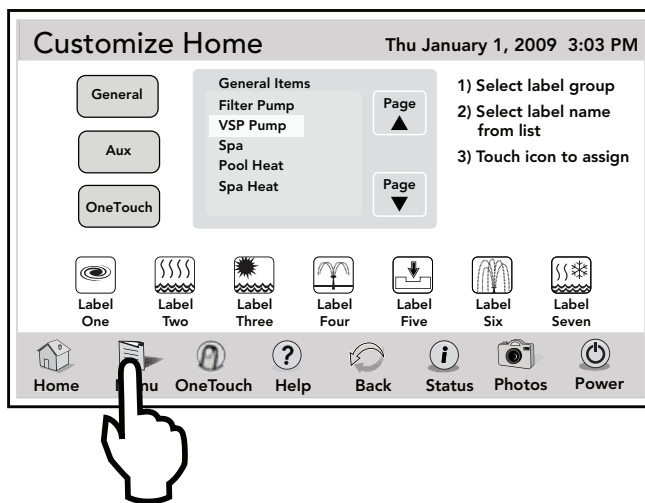 Customize Home
Thu January 1, 2009 3:03 PM
General
Aux
OneTouch
General Items
Filter Pump
VSP Pump
Spa
Pool Heat
Spa Heat
Page
Page
1) Select label group
2) Select label name
from list
3) Touch icon to assign
Label
One
Label
Two
Label
Three
Label
Four
Label
Five
Label
Six
Label
Seven
Home
OneTouch
Help
Back
Status
Photos
Power